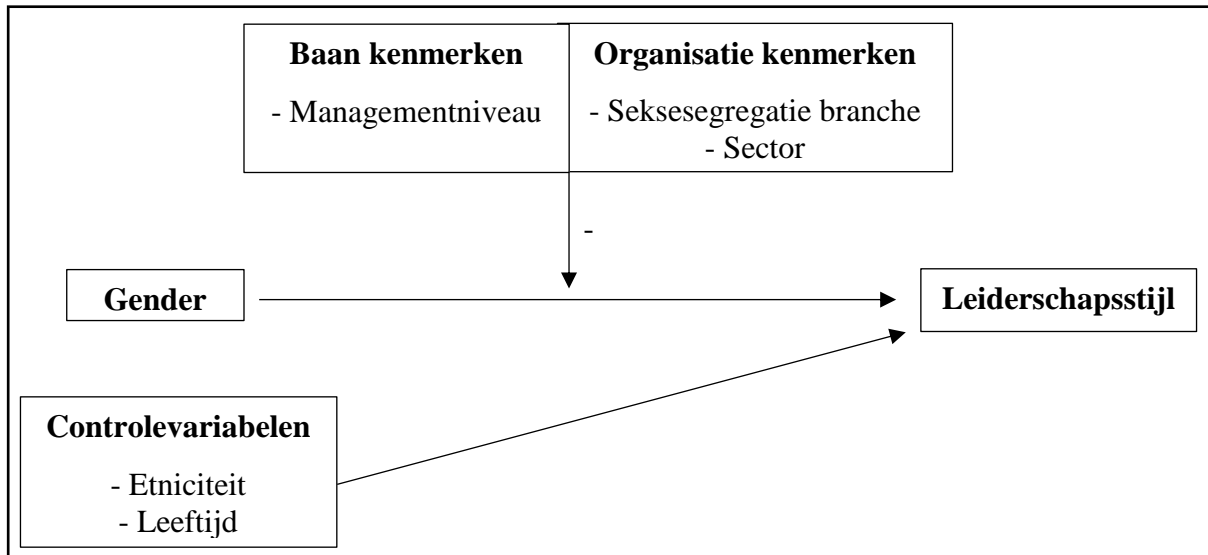 Baan kenmerken
- Managementniveau
Organisatie kenmerken
- Seksesegregatie branche
- Sector
-
Gender
Leiderschapsstijl
Controlevariabelen
- Etniciteit
- Leeftijd